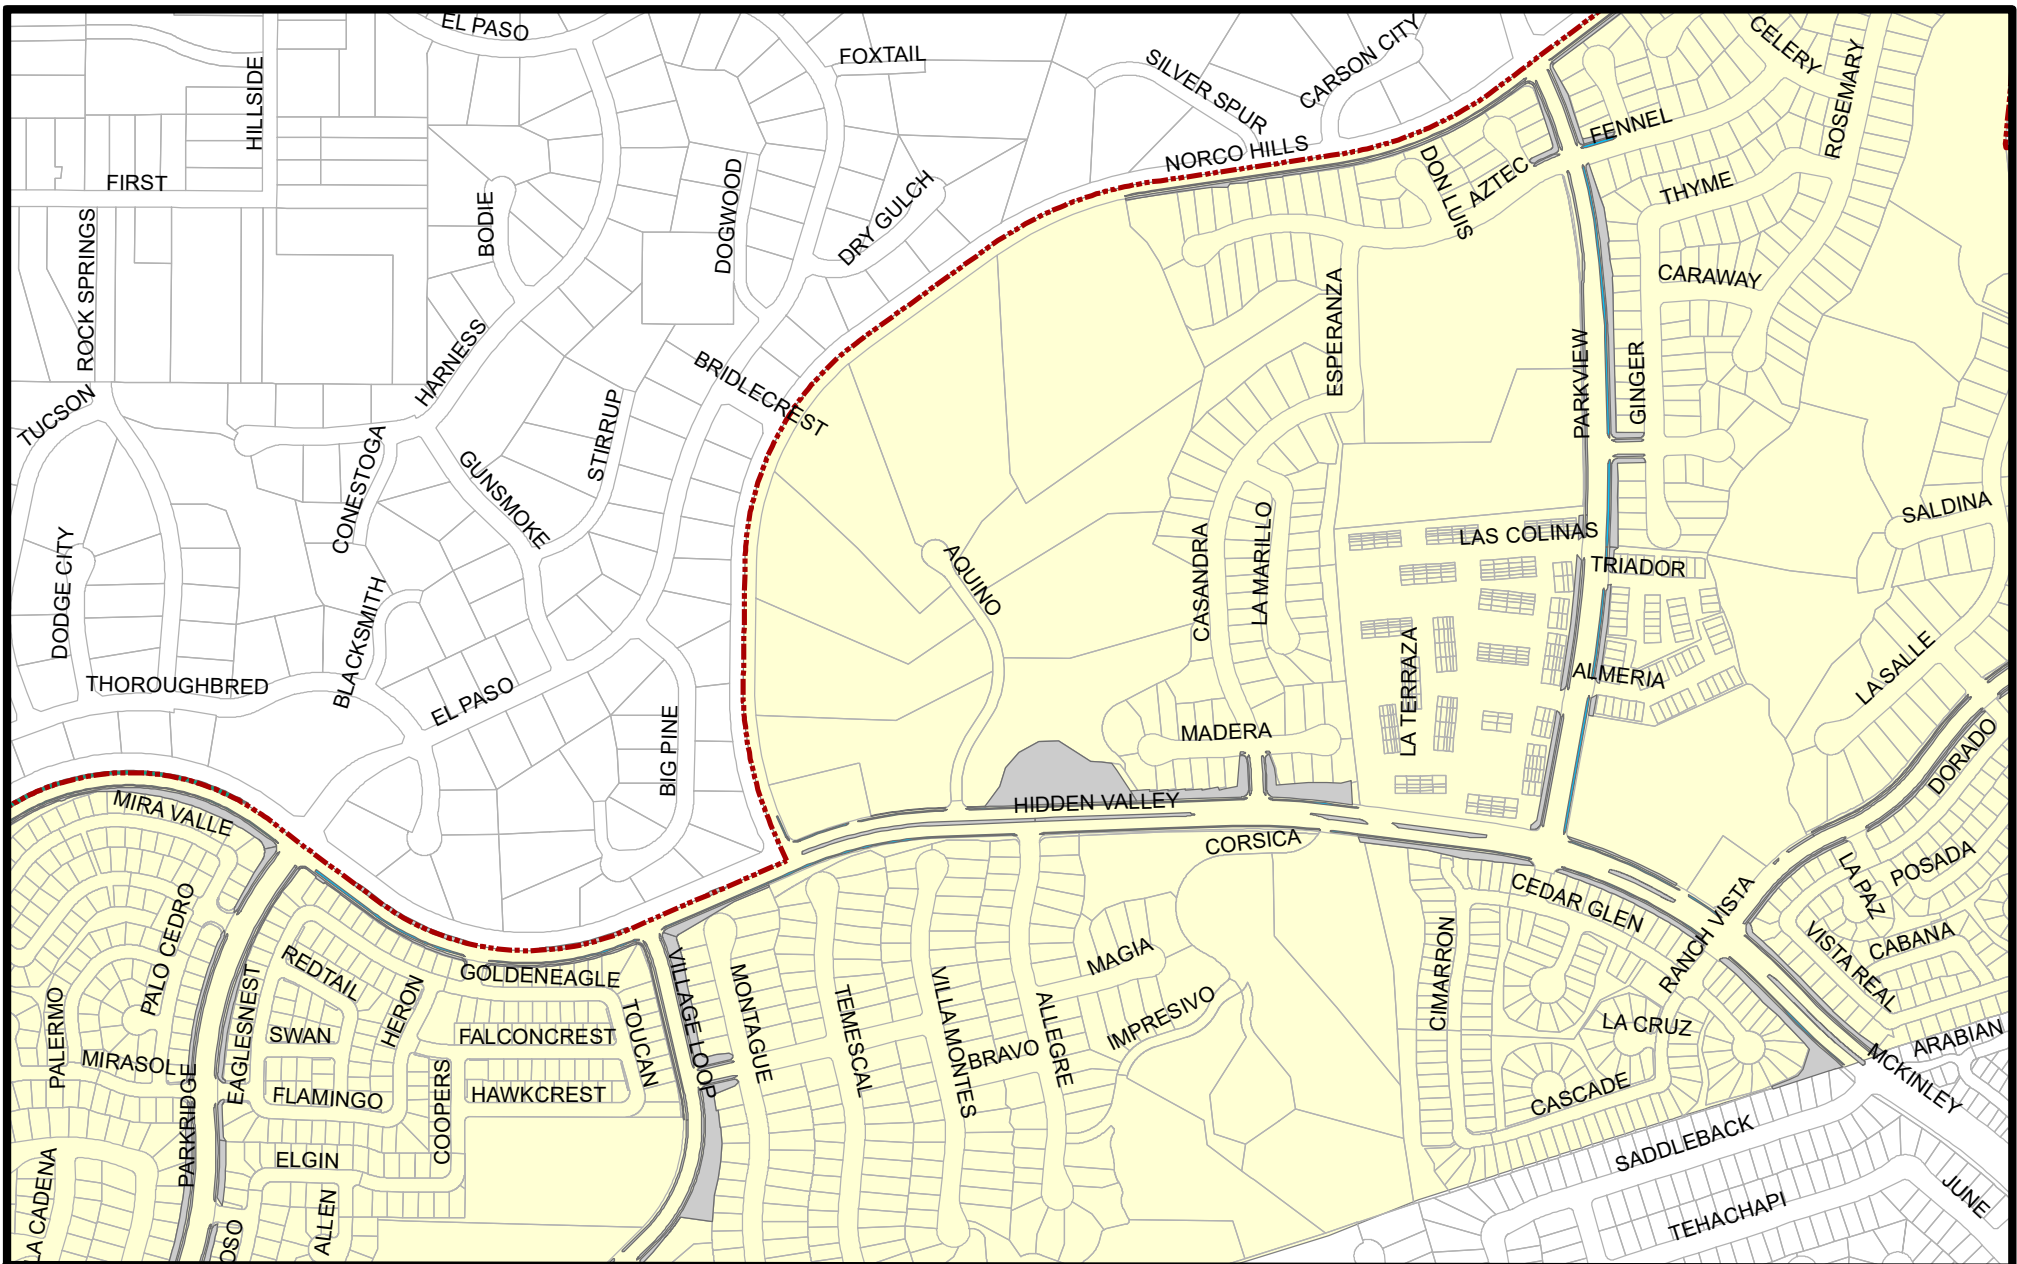 EL PASO
FOXTAIL
SILVER SPUR
CARSON CITY
CELERY
ROSEMARY
HILLSIDE
FENNEL
NORCO HILLS
DON LUIS
AZTEC
FIRST
THYME
DOGWOOD
DRY GULCH
BODIE
ROCK SPRINGS
CARAWAY
ESPERANZA
HARNESS
BRIDLECREST
PARKVIEW
GINGER
TUCSON
STIRRUP
CONESTOGA
GUNSMOKE
SALDINA
LAS COLINAS
TRIADOR
AQUINO
CASANDRA
LA MARILLO
DODGE CITY
BLACKSMITH
LA TERRAZA
ALMERIA
LA SALLE
THOROUGHBRED
EL PASO
BIG PINE
MADERA
DORADO
MIRA VALLE
HIDDEN VALLEY
CORSICA
LA PAZ
POSADA
CEDAR GLEN
RANCH VISTA
PALO CEDRO
CIMARRON
VISTA REAL
CABANA
REDTAIL
GOLDENEAGLE
VILLAGE LOOP
MONTAGUE
TEMESCAL
VILLA MONTES
MAGIA
ALLEGRE
IMPRESIVO
PALERMO
EAGLESNEST
SWAN
HERON
FALCONCREST
TOUCAN
LA CRUZ
ARABIAN
BRAVO
MIRASOL
PARKRIDGE
FLAMINGO
COOPERS
HAWKCREST
CASCADE
MCKINLEY
SADDLEBACK
ELGIN
LA CADENA
ALLEN
OSO
TEHACHAPI
JUNE